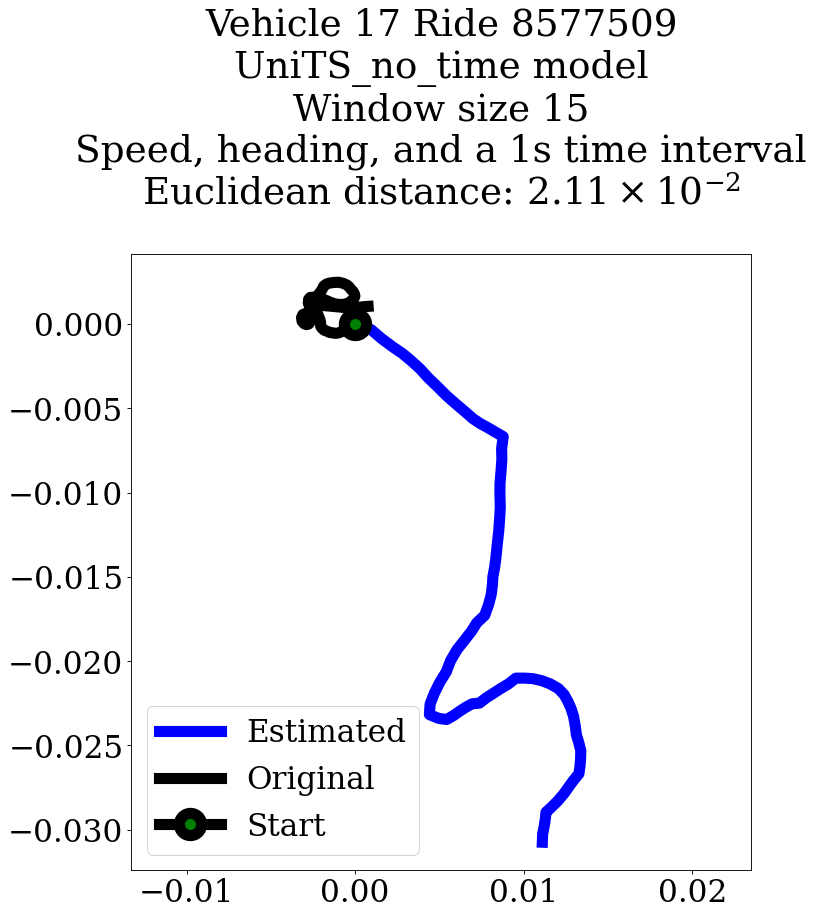 Vehicle 17 Ride 8577509
UniTS_no_time model
Window size 15
Speed, heading, and a 1s time interval
Euclidean distance: 2.11 × 10⁻²
0.000
−0.005
−0.010
−0.015
−0.020
−0.025
−0.030
Estimated
Original
Start
−0.01 0.00 0.01 0.02